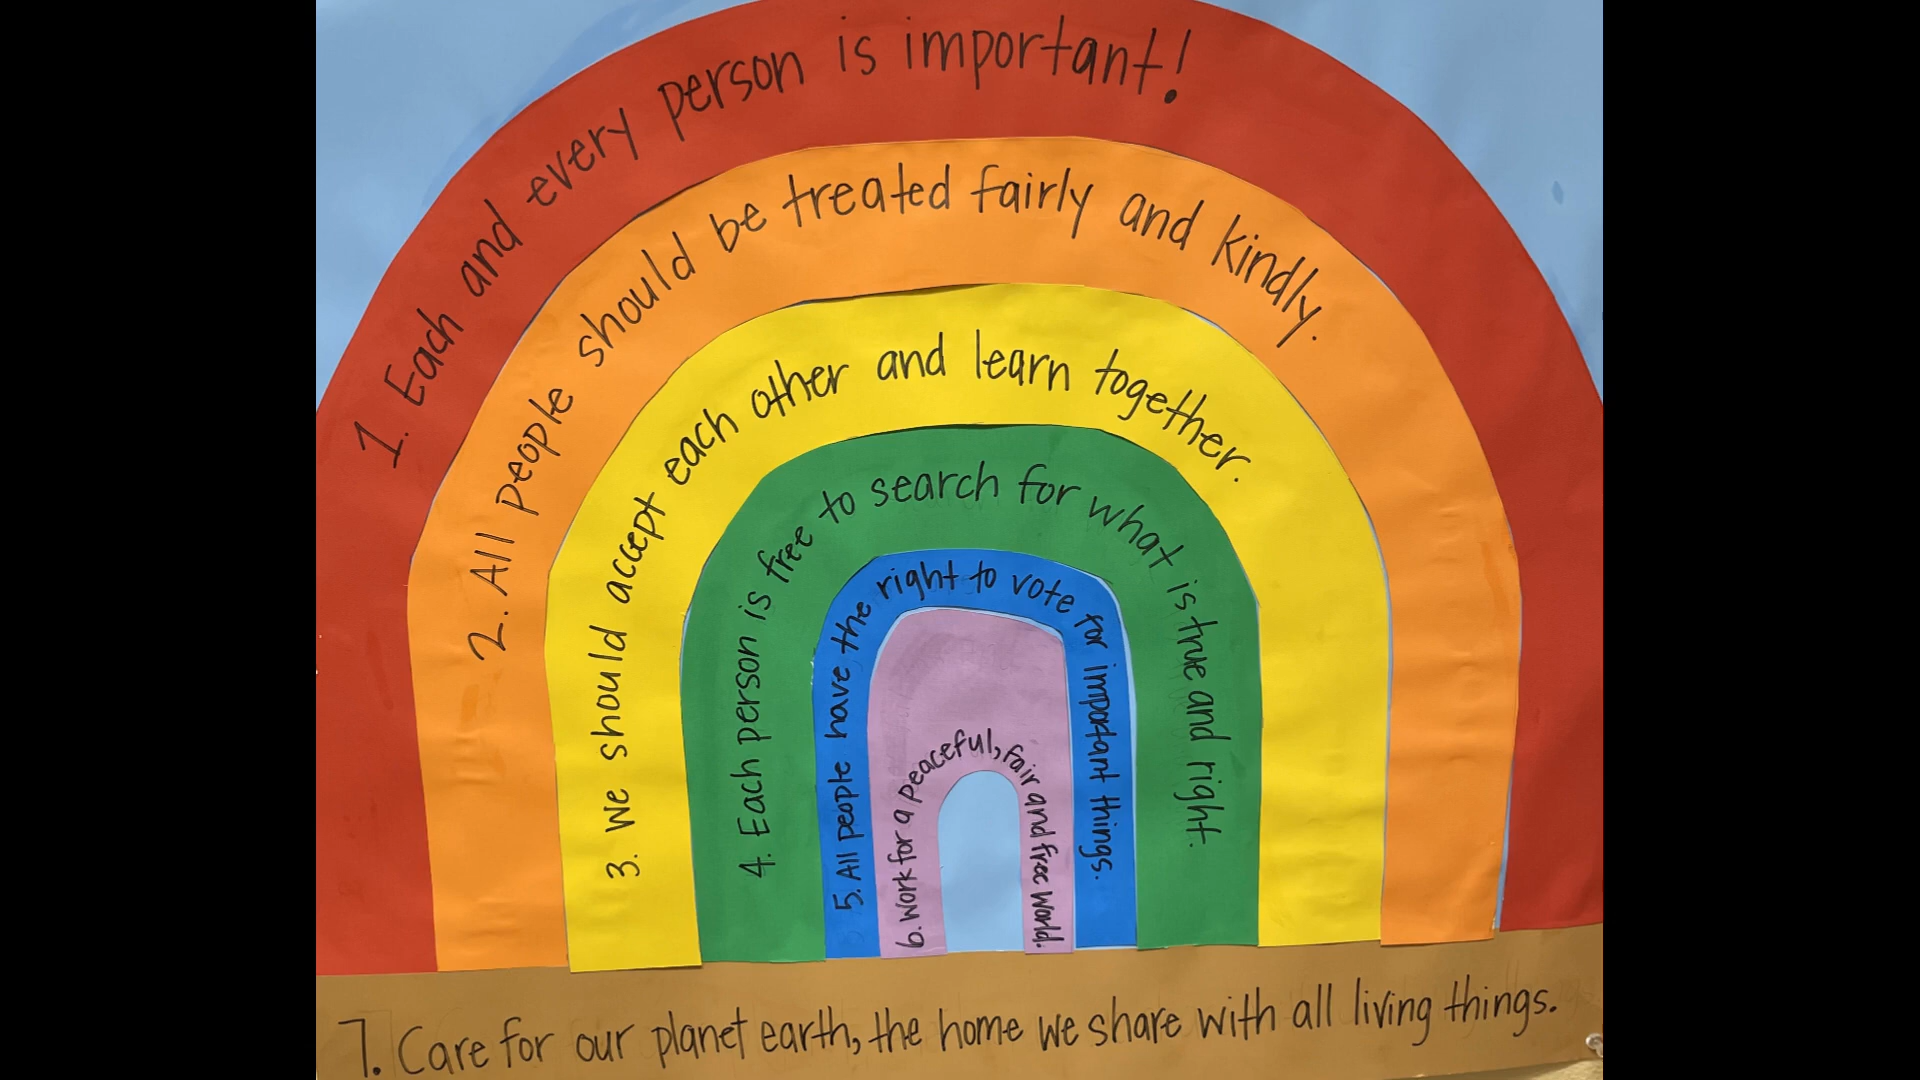 1. Each and every person is important!
2. All people should be treated fairly and kindly.
3. We should accept each other and learn together.
4. Each person is free to search for what is true and right.
5. All people have the right to vote for important things.
6. Work for a peaceful, fair and free world.
7. Care for our planet earth, the home we share with all living things.